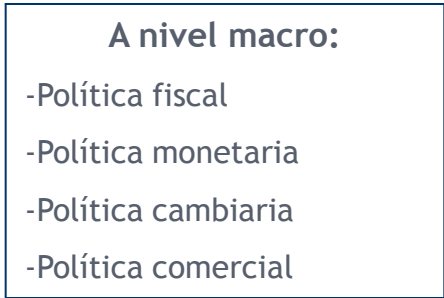 A nivel macro:
-Política fiscal
-Política monetaria
-Política cambiaria
-Política comercial